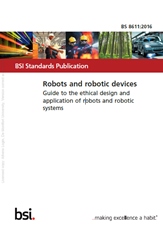 BS 8611:2016
BSI Standards Publication
Robots and robotic devices
Guide to the ethical design and
application of robots and robotic
systems
bsi.
...making excellence a habit.